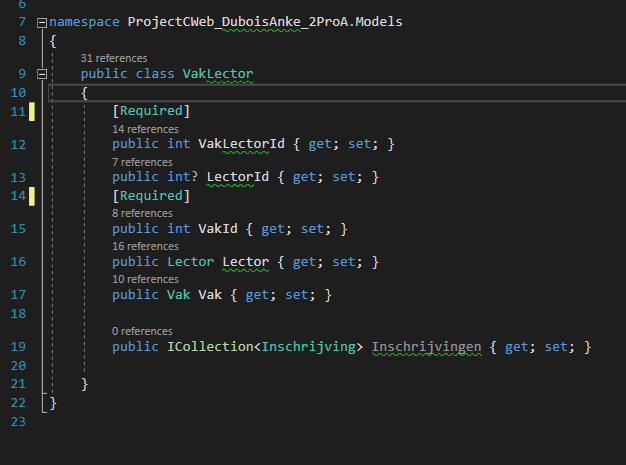 6
7 namespace ProjectCWeb_DuboisAnke_2ProA.Models
8 {
31 references
9 public class VakLector
10 {
11 [Required]
14 references
12 public int VakLectorId { get; set; }
7 references
13 public int? LectorId { get; set; }
14 [Required]
8 references
15 public int VakId { get; set; }
16 references
16 public Lector Lector { get; set; }
10 references
17 public Vak Vak { get; set; }
18
0 references
19 public ICollection<Inschrijving> Inschrijvingen { get; set; }
20
21 }
22 }
23